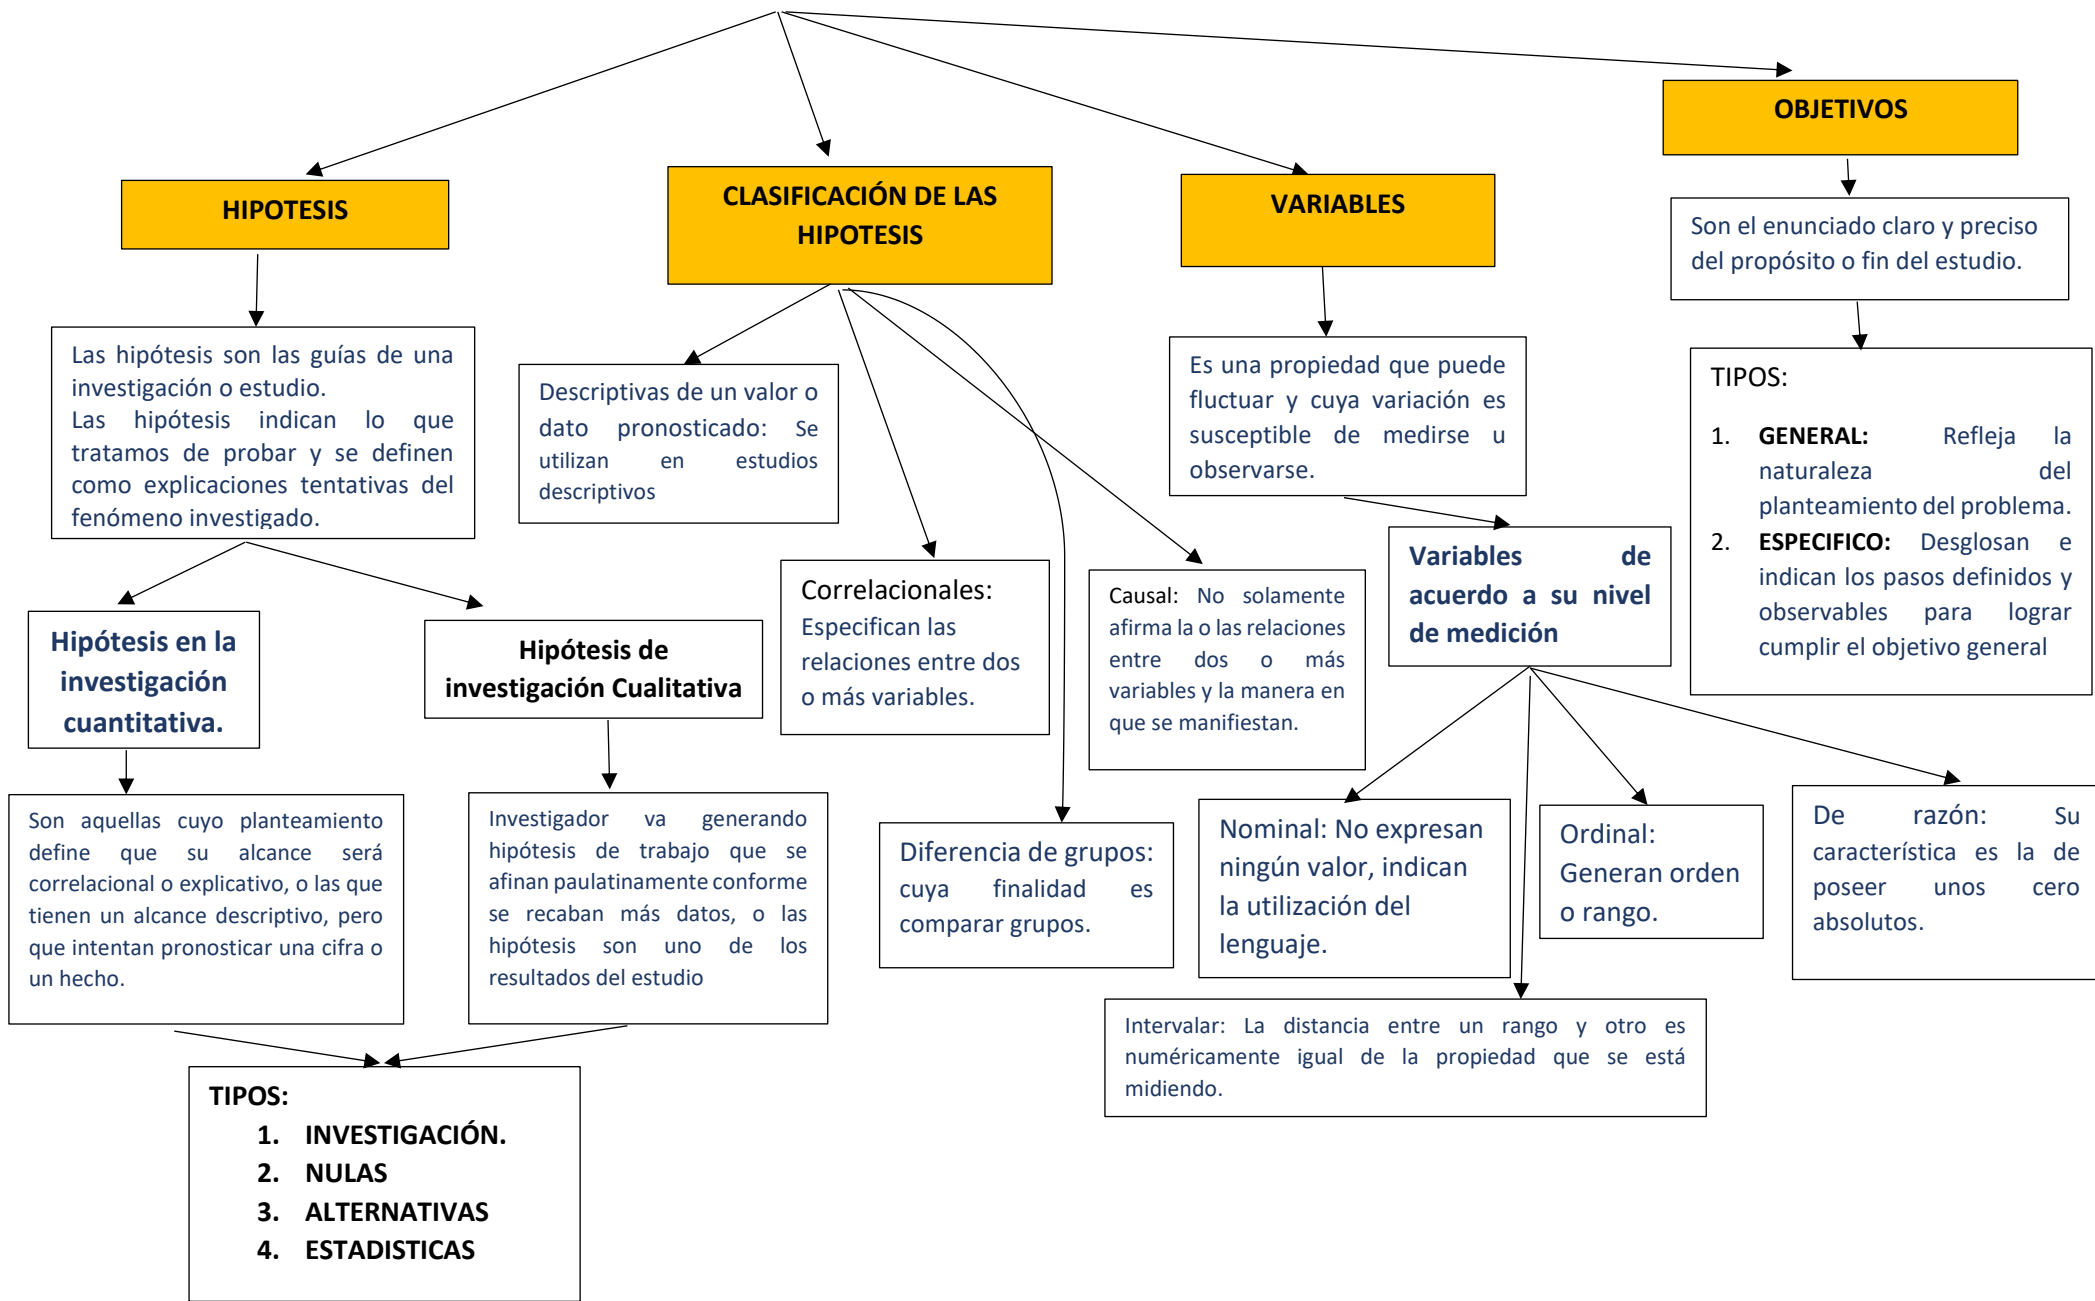 OBJETIVOS
HIPOTESIS
CLASIFICACIÓN DE LAS
HIPOTESIS
VARIABLES
Son el enunciado claro y preciso
del propósito o fin del estudio.
Las hipótesis son las guías de una
investigación o estudio.
Las hipótesis indican lo que
tratamos de probar y se definen
como explicaciones tentativas del
fenómeno investigado.
Descriptivas de un valor o
dato pronosticado: Se
utilizan en estudios
descriptivos
Es una propiedad que puede
fluctuar y cuya variación es
susceptible de medirse u
observarse.
TIPOS:
1. GENERAL: Refleja la
naturaleza del
planteamiento del problema.
2. ESPECIFICO: Desglosan e
indican los pasos definidos y
observables para lograr
cumplir el objetivo general
Hipótesis en la
investigación
cuantitativa.
Hipótesis de
investigación Cualitativa
Correlacionales:
Especifican las
relaciones entre dos
o más variables.
Causal: No solamente
afirma la o las relaciones
entre dos o más
variables y la manera en
que se manifiestan.
Variables de
acuerdo a su nivel
de medición
Son aquellas cuyo planteamiento
define que su alcance será
correlacional o explicativo, o las que
tienen un alcance descriptivo, pero
que intentan pronosticar una cifra o
un hecho.
Investigador va generando
hipótesis de trabajo que se
afinan paulatinamente conforme
se recaban más datos, o las
hipótesis son uno de los
resultados del estudio
Diferencia de grupos:
cuya finalidad es
comparar grupos.
Nominal: No expresan
ningún valor, indican
la utilización del
lenguaje.
Ordinal:
Generan orden
o rango.
De razón: Su
característica es la de
poseer unos cero
absolutos.
Intervalar: La distancia entre un rango y otro es
numéricamente igual de la propiedad que se está
midiendo.
TIPOS:
1. INVESTIGACIÓN.
2. NULAS
3. ALTERNATIVAS
4. ESTADISTICAS